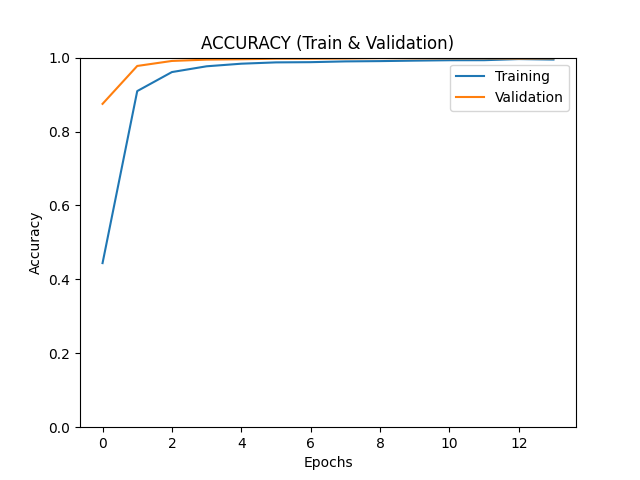 ACCURACY (Train & Validation)
1.0
0.8
0.6
0.4
0.2
0.0
Accuracy
Training
Validation
0 2 4 6 8 10 12
Epochs